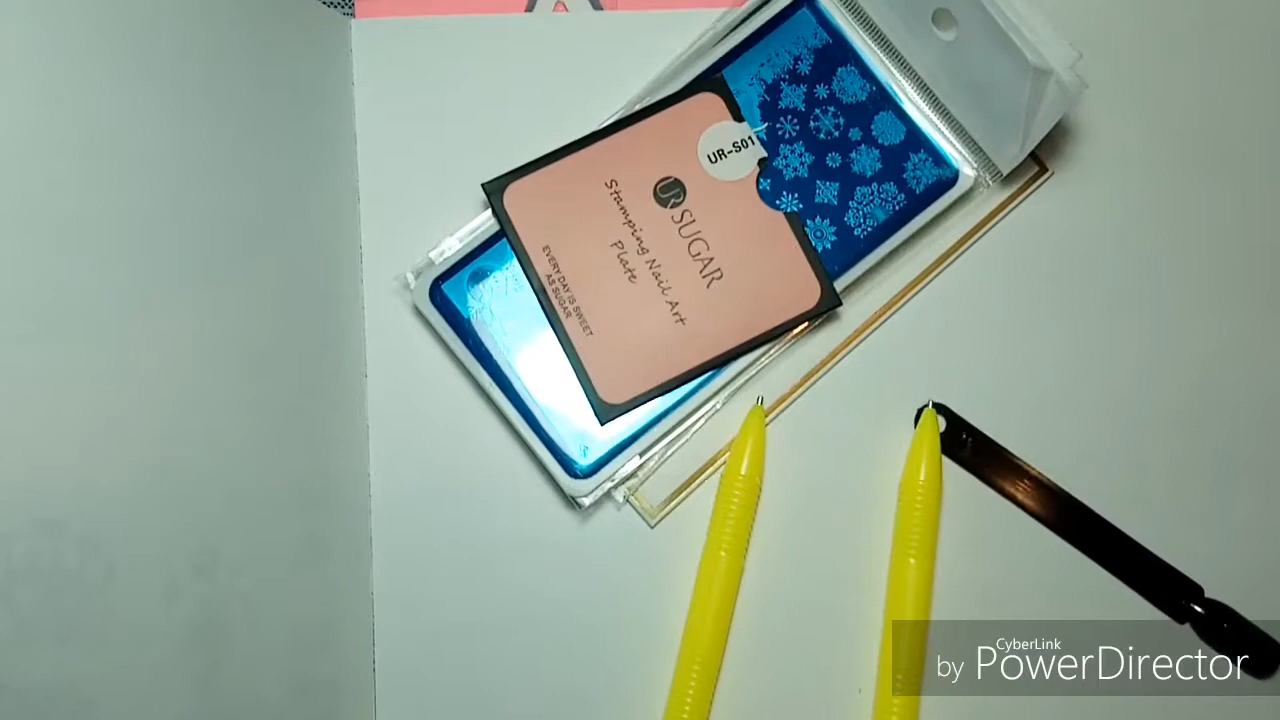 UR-S01
UR SUGAR
Stamping Nail Art
Plate
EVERY DAY IS SWEET
AS SUGAR
CyberLink
by PowerDirector